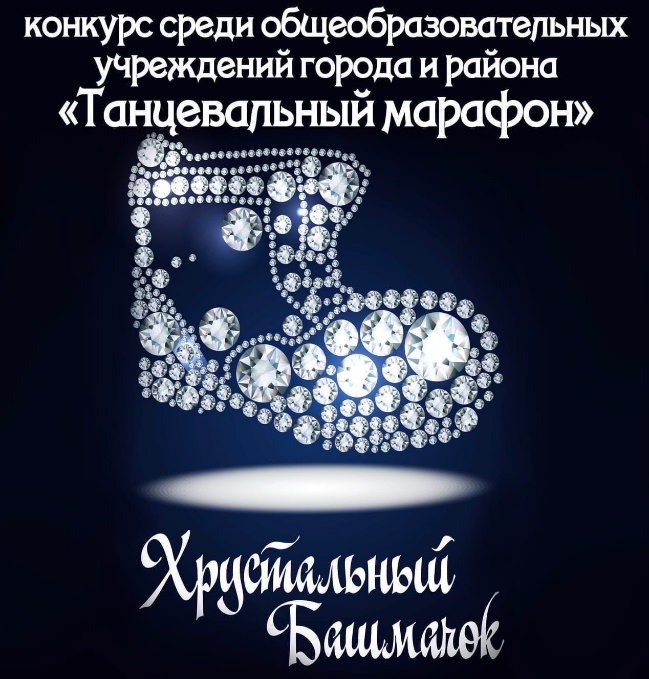 конкурс среди общеобразовательных
учреждений города и района
«Танцевальный марафон»
Хрустальный
Башмачок